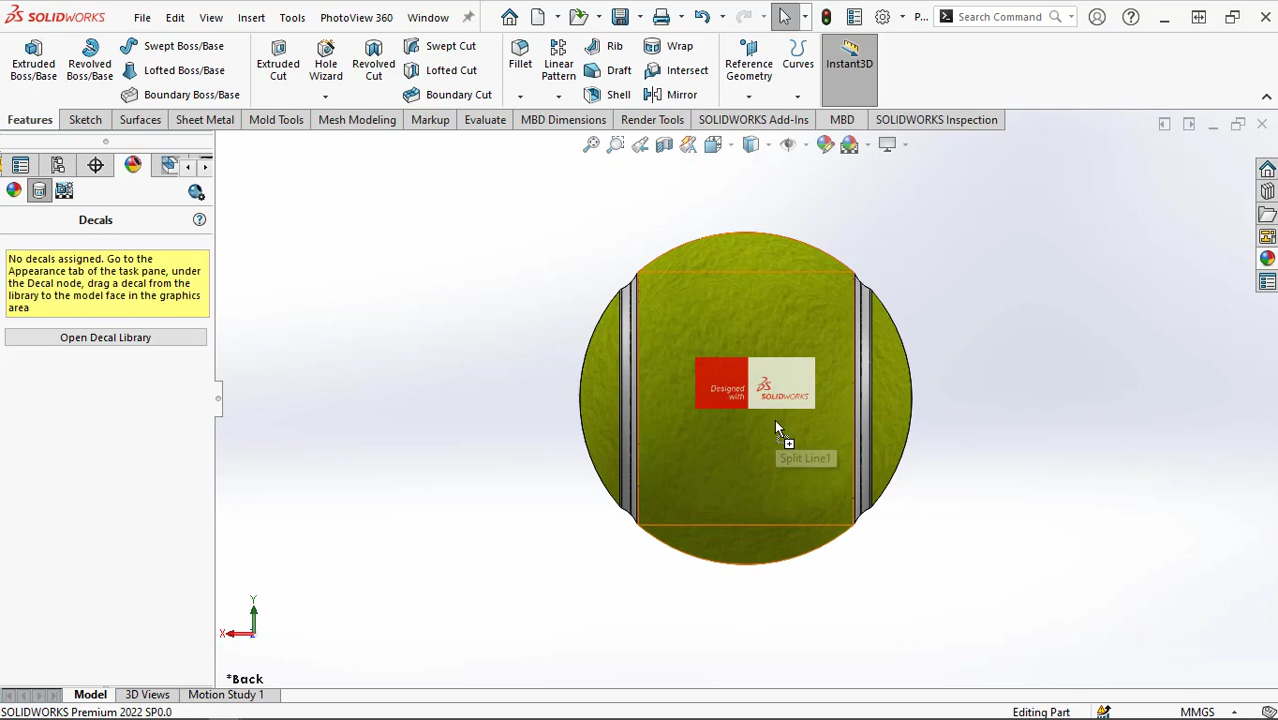 SOLIDWORKS File Edit View Insert Tools PhotoView 360 Window P... Search Command
Extruded Boss/Base
Revolved Boss/Base
Swept Boss/Base
Lofted Boss/Base
Boundary Boss/Base
Extruded Cut
Hole Wizard
Revolved Cut
Swept Cut
Lofted Cut
Boundary Cut
Fillet
Linear Pattern
Rib
Draft
Shell
Wrap
Intersect
Mirror
Reference Geometry
Curves
Instant3D
Features Sketch Surfaces Sheet Metal Mold Tools Mesh Modeling Markup Evaluate MBD Dimensions Render Tools SOLIDWORKS Add-Ins MBD SOLIDWORKS Inspection
Decals
No decals assigned. Go to the
Appearance tab of the task pane, under
the Decal node, drag a decal from the
library to the model face in the graphics
area
Open Decal Library
Designed
with
SOLIDWORKS
Split Line1
Y
X
*Back
Model 3D Views Motion Study 1
SOLIDWORKS Premium 2022 SP0.0 Editing Part MMGS